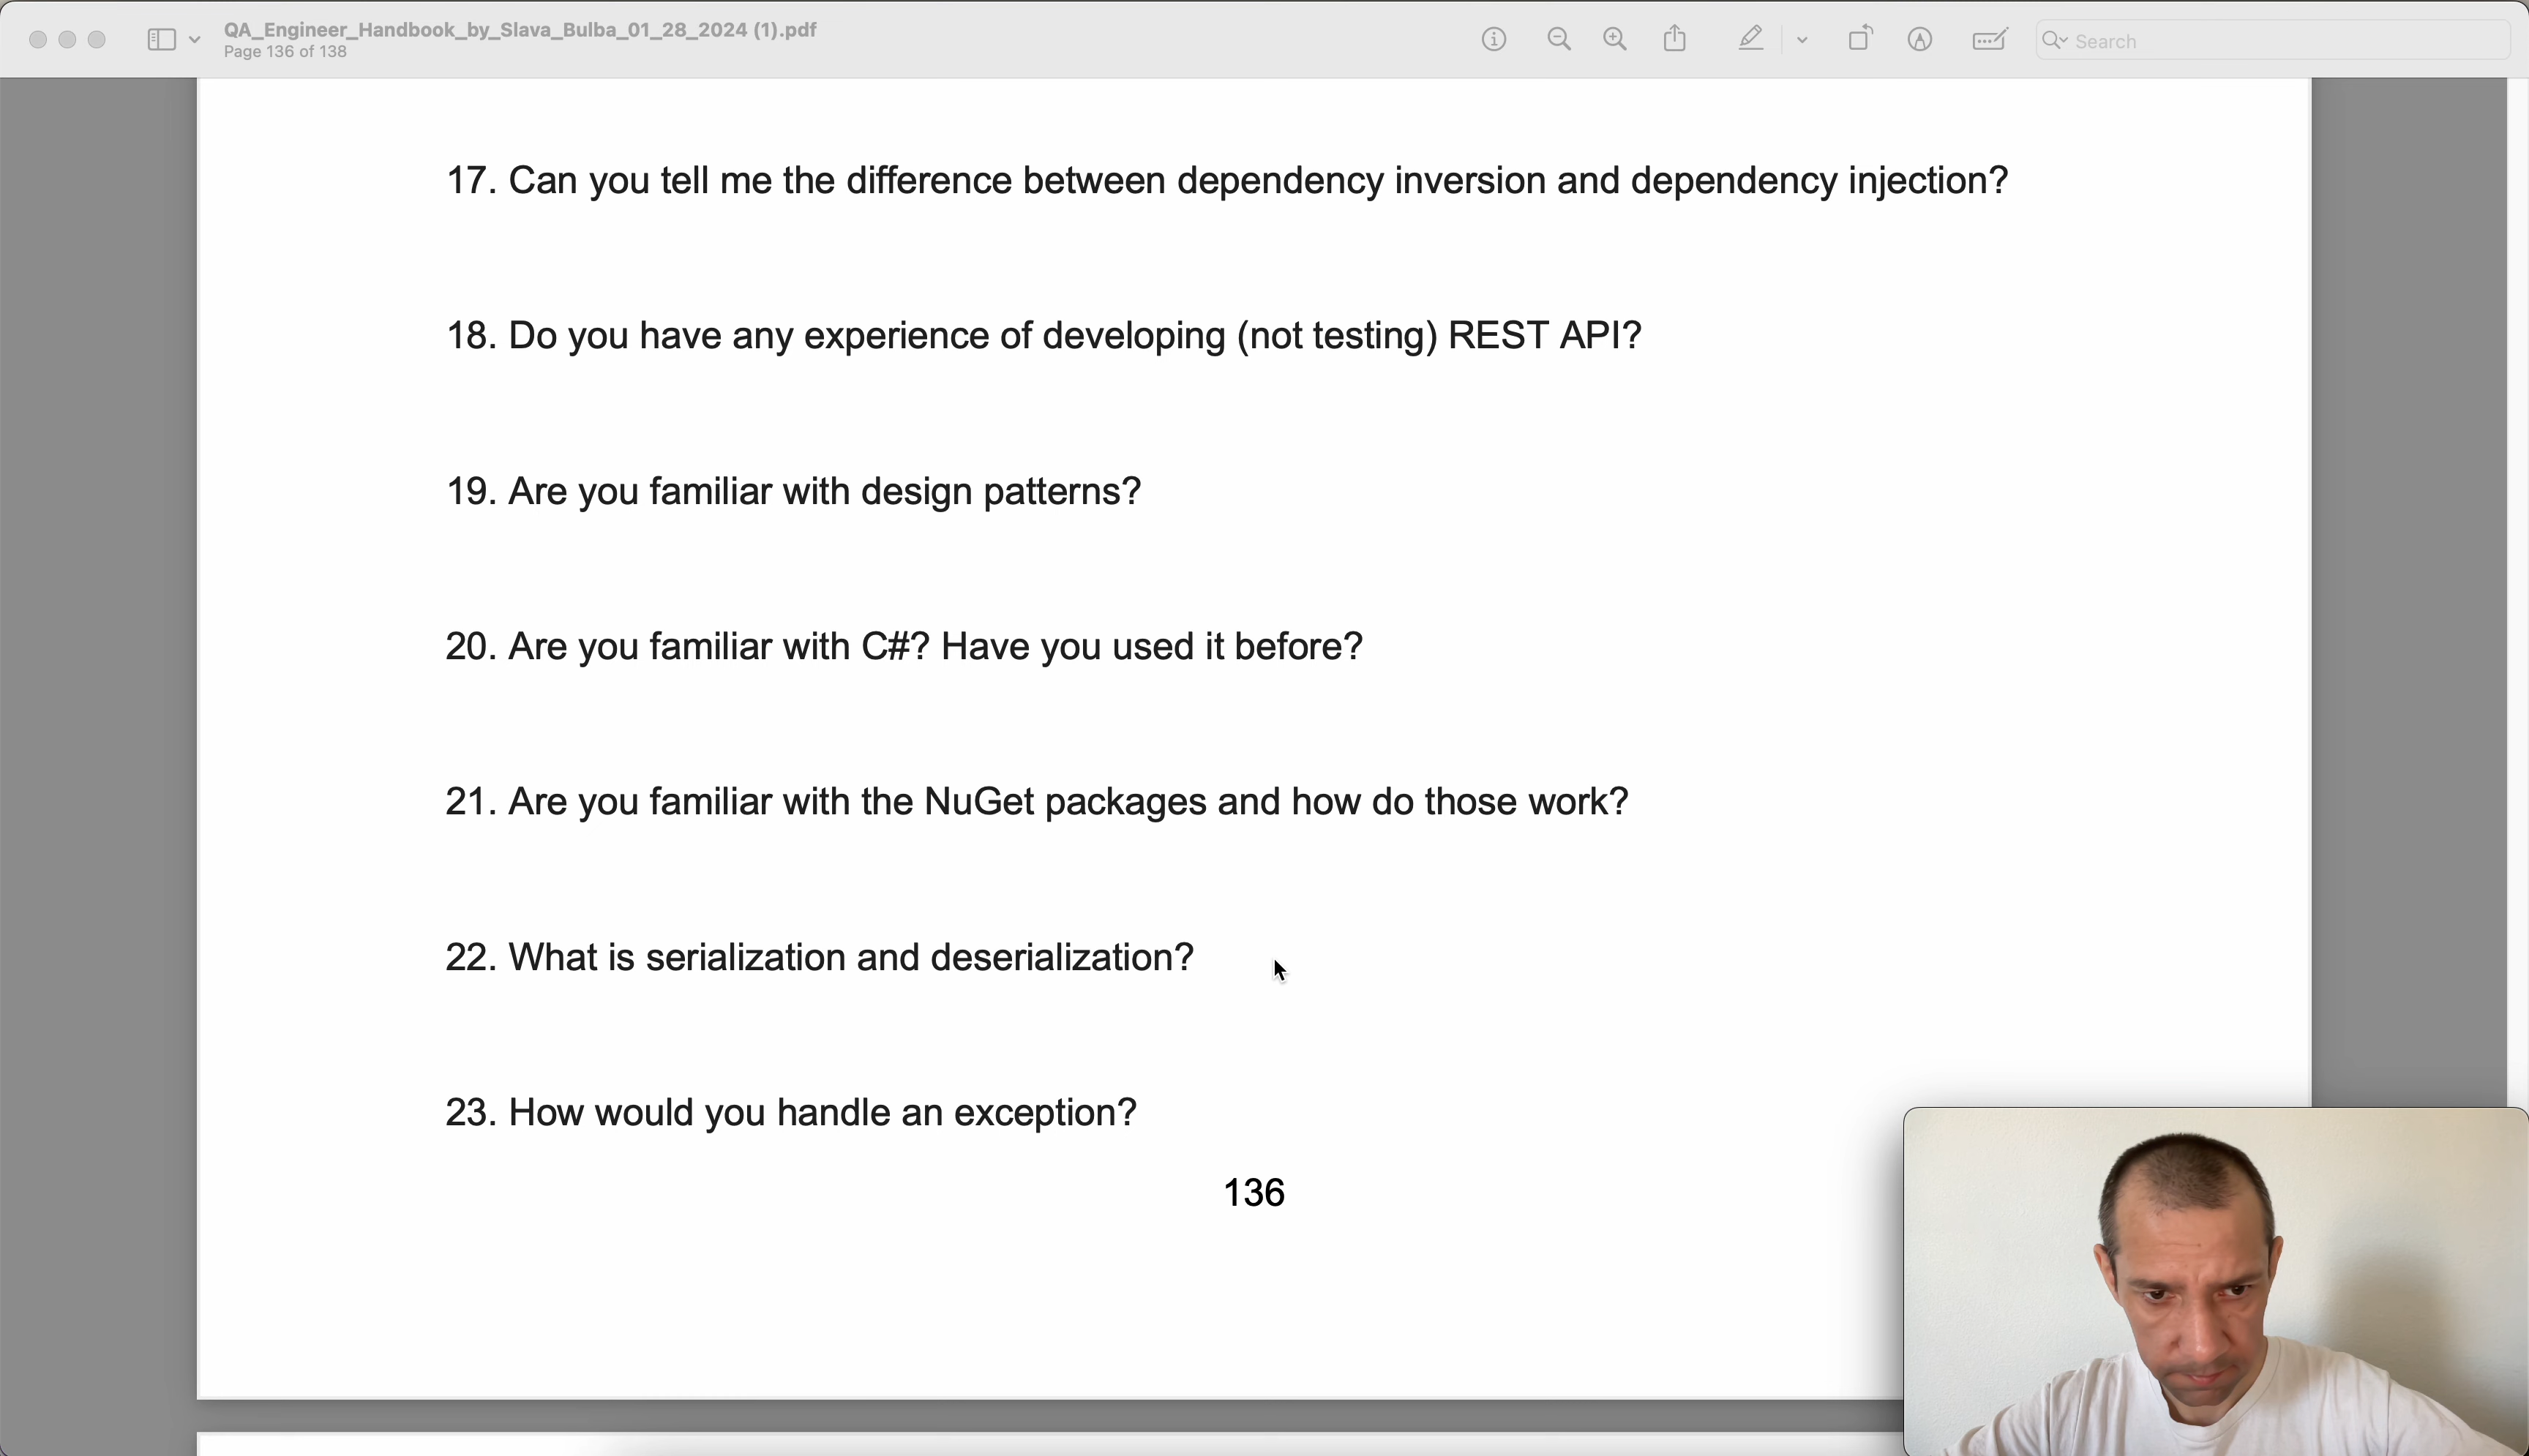 QA_Engineer_Handbook_by_Slava_Bulba_01_28_2024 (1).pdf
Page 136 of 138
Search
17. Can you tell me the difference between dependency inversion and dependency injection?
18. Do you have any experience of developing (not testing) REST API?
19. Are you familiar with design patterns?
20. Are you familiar with C#? Have you used it before?
21. Are you familiar with the NuGet packages and how do those work?
22. What is serialization and deserialization?
23. How would you handle an exception?
136